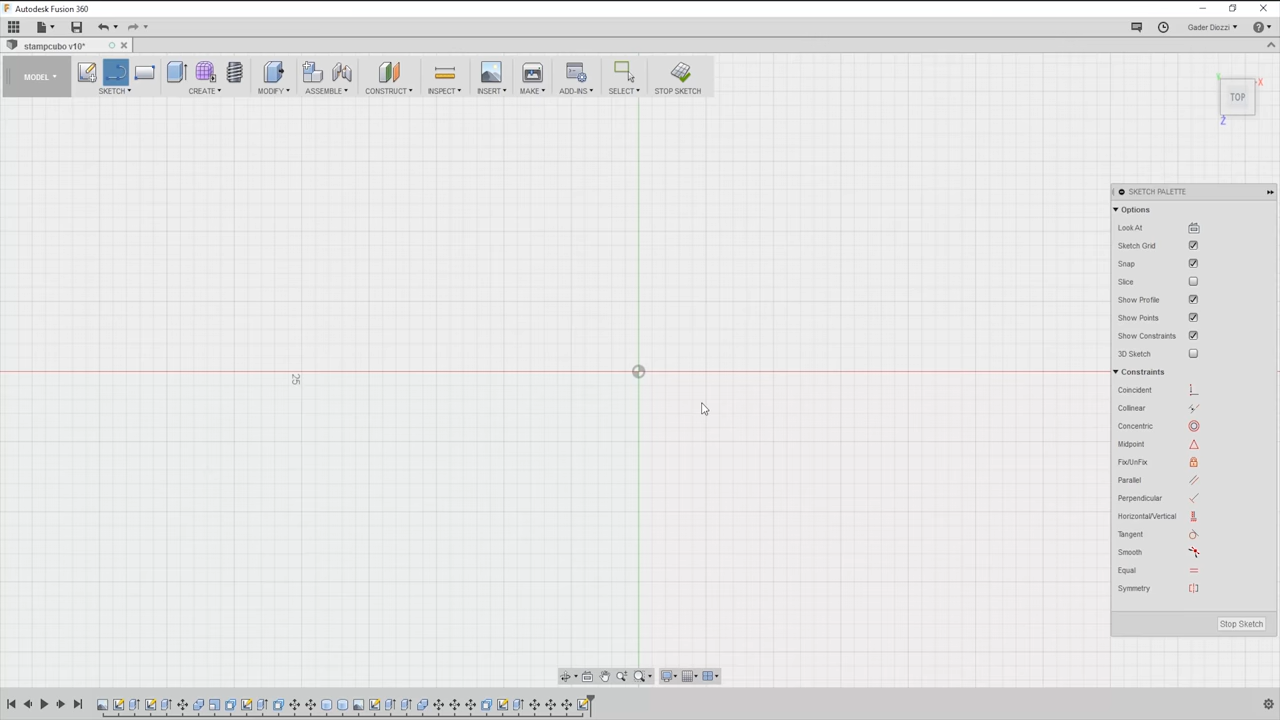 Autodesk Fusion 360
Gader Diozzi
stampcubo v10*
MODEL
SKETCH
CREATE
MODIFY
ASSEMBLE
CONSTRUCT
INSPECT
INSERT
MAKE
ADD-INS
SELECT
STOP SKETCH
X
TOP
Z
SKETCH PALETTE
Options
Look At
Sketch Grid
Snap
Slice
Show Profile
Show Points
Show Constraints
3D Sketch
Constraints
25
Coincident
Collinear
Concentric
Midpoint
Fix/UnFix
Parallel
Perpendicular
Horizontal/Vertical
Tangent
Smooth
Equal
Symmetry
Stop Sketch